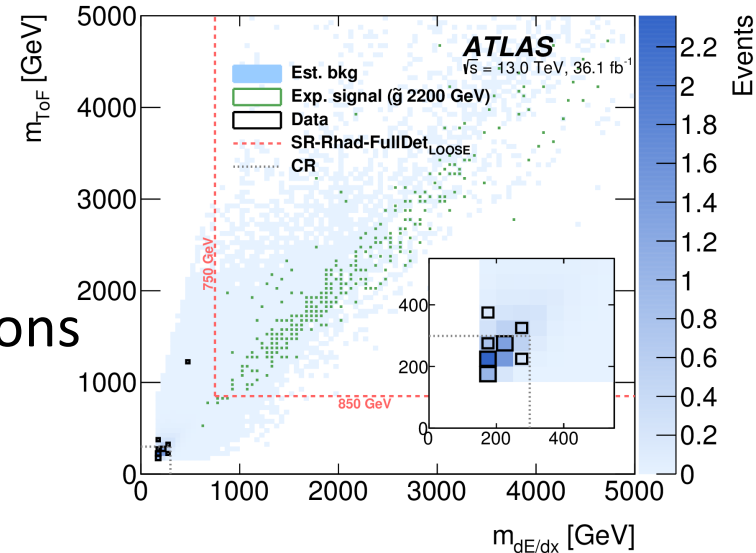 m_ToF [GeV]
5000
4000
3000
2000
1000
0
ATLAS
√s = 13.0 TeV, 36.1 fb⁻¹
Est. bkg
Exp. signal (g̃ 2200 GeV)
Data
SR-Rhad-FullDet_LOOSE
CR
750 GeV
850 GeV
ons
400
200
0
0 200 400
0 1000 2000 3000 4000 5000
m_dE/dx [GeV]
Events
2.2
2
1.8
1.6
1.4
1.2
1
0.8
0.6
0.4
0.2
0